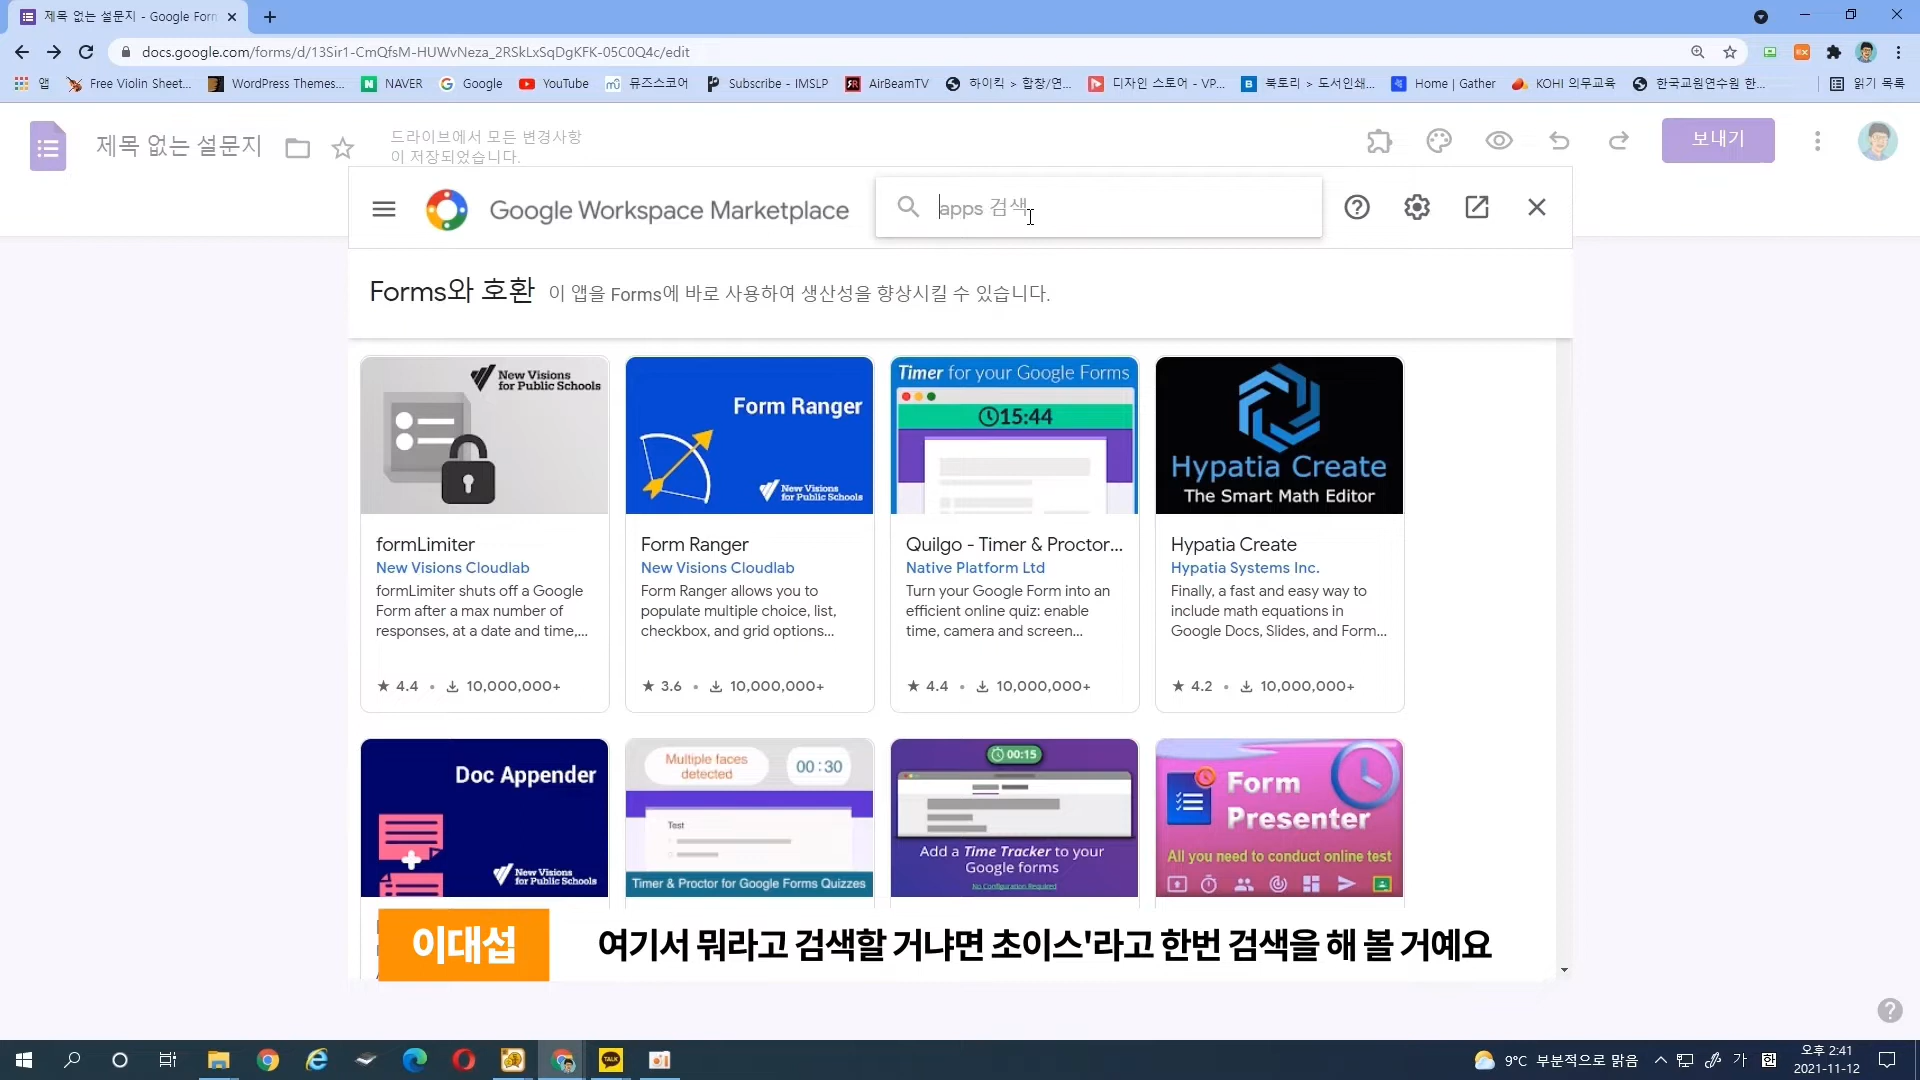 제목 없는 설문지 - Google Forn
docs.google.com/forms/d/13Sir1-CmQfsM-HUWvNeza_2RSkLxSqDgKFK-05C0Q4c/edit
앱 Free Violin Sheet... WordPress Themes... NAVER Google YouTube 뮤즈스코어 Subscribe - IMSLP AirBeamTV 하이킥 > 합창/연... 디자인 스토어 - VP... 북토리 > 도서인쇄... Home | Gather KOHI 의무교육 한국교원연수원 한... 읽기 목록
제목 없는 설문지
드라이브에서 모든 변경사항
이 저장되었습니다.
보내기
Google Workspace Marketplace
apps 검색
Forms와 호환 이 앱을 Forms에 바로 사용하여 생산성을 향상시킬 수 있습니다.
New Visions
for Public Schools
formLimiter
New Visions Cloudlab
formLimiter shuts off a Google
Form after a max number of
responses, at a date and time,...
4.4 • 10,000,000+
Form Ranger
New Visions
for Public Schools
Form Ranger
New Visions Cloudlab
Form Ranger allows you to
populate multiple choice, list,
checkbox, and grid options...
3.6 • 10,000,000+
Timer for your Google Forms
15:44
Quilgo - Timer & Proctor...
Native Platform Ltd
Turn your Google Form into an
efficient online quiz: enable
time, camera and screen...
4.4 • 10,000,000+
Hypatia Create
The Smart Math Editor
Hypatia Create
Hypatia Systems Inc.
Finally, a fast and easy way to
include math equations in
Google Docs, Slides, and Form...
4.2 • 10,000,000+
Doc Appender
New Visions
for Public Schools
Multiple faces
detected
00:30
Test
Timer & Proctor for Google Forms Quizzes
00:15
Add a Time Tracker to your
Google forms
No Configuration Required
Form
Presenter
All you need to conduct online test
이대섭
여기서 뭐라고 검색할 거냐면 초이스'라고 한번 검색을 해 볼 거예요
TALK
9°C 부분적으로 맑음
가
한
오후 2:41
2021-11-12